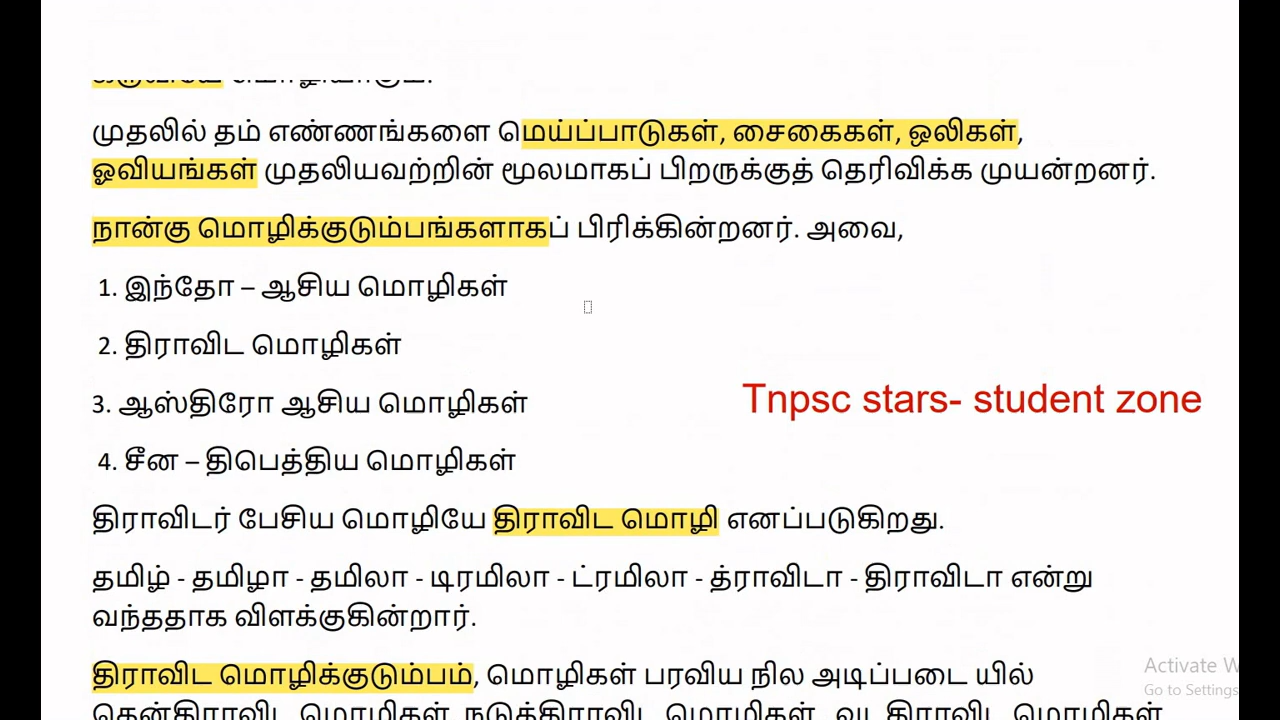 முதலில் தம் எண்ணங்களை மெய்ப்பாடுகள், சைகைகள், ஒலிகள்,
ஓவியங்கள் முதலியவற்றின் மூலமாகப் பிறருக்குத் தெரிவிக்க முயன்றனர்.
நான்கு மொழிக்குடும்பங்களாகப் பிரிக்கின்றனர். அவை,
1. இந்தோ – ஆசிய மொழிகள்
2. திராவிட மொழிகள்
3. ஆஸ்திரோ ஆசிய மொழிகள்
Tnpsc stars- student zone
4. சீன – திபெத்திய மொழிகள்
திராவிடர் பேசிய மொழியே திராவிட மொழி எனப்படுகிறது.
தமிழ் - தமிழா - தமிலா - டிரமிலா - ட்ரமிலா - த்ராவிடா - திராவிடா என்று
வந்ததாக விளக்குகின்றார்.
திராவிட மொழிக்குடும்பம், மொழிகள் பரவிய நில அடிப்படை யில்
Activate W
Go to Settings